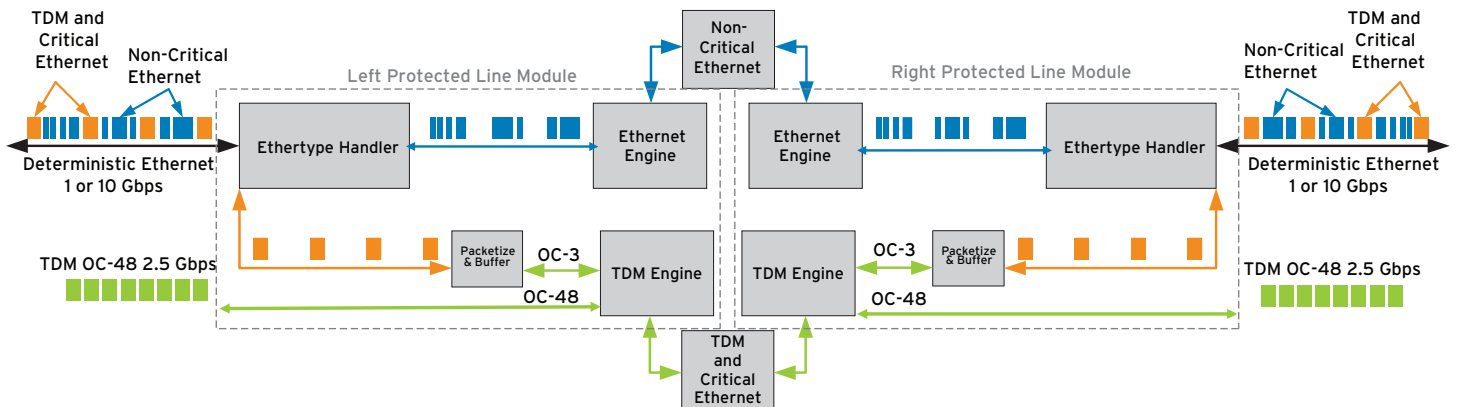 TDM and
Critical
Ethernet
Non-Critical
Ethernet
Left Protected Line Module
Non-
Critical
Ethernet
Right Protected Line Module
Non-Critical
Ethernet
TDM and
Critical
Ethernet
Ethertype Handler
Ethernet
Engine
Ethernet
Engine
Ethertype Handler
Deterministic Ethernet
1 or 10 Gbps
Deterministic Ethernet
1 or 10 Gbps
TDM OC-48 2.5 Gbps
Packetize
& Buffer
OC-3
OC-48
TDM Engine
TDM Engine
OC-3
OC-48
Packetize
& Buffer
TDM OC-48 2.5 Gbps
TDM
and
Critical
Ethernet